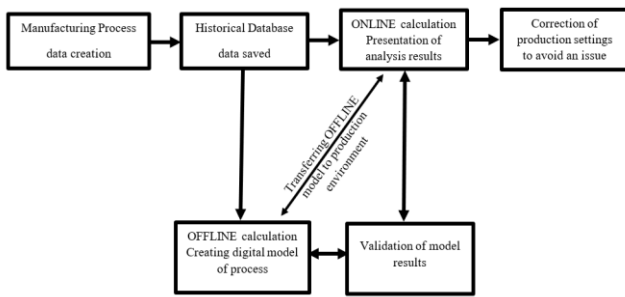 Manufacturing Process
data creation
Historical Database
data saved
ONLINE calculation
Presentation of
analysis results
Correction of
production settings
to avoid an issue
Transferring OFFLINE
model to production
environment
OFFLINE calculation
Creating digital model
of process
Validation of model
results